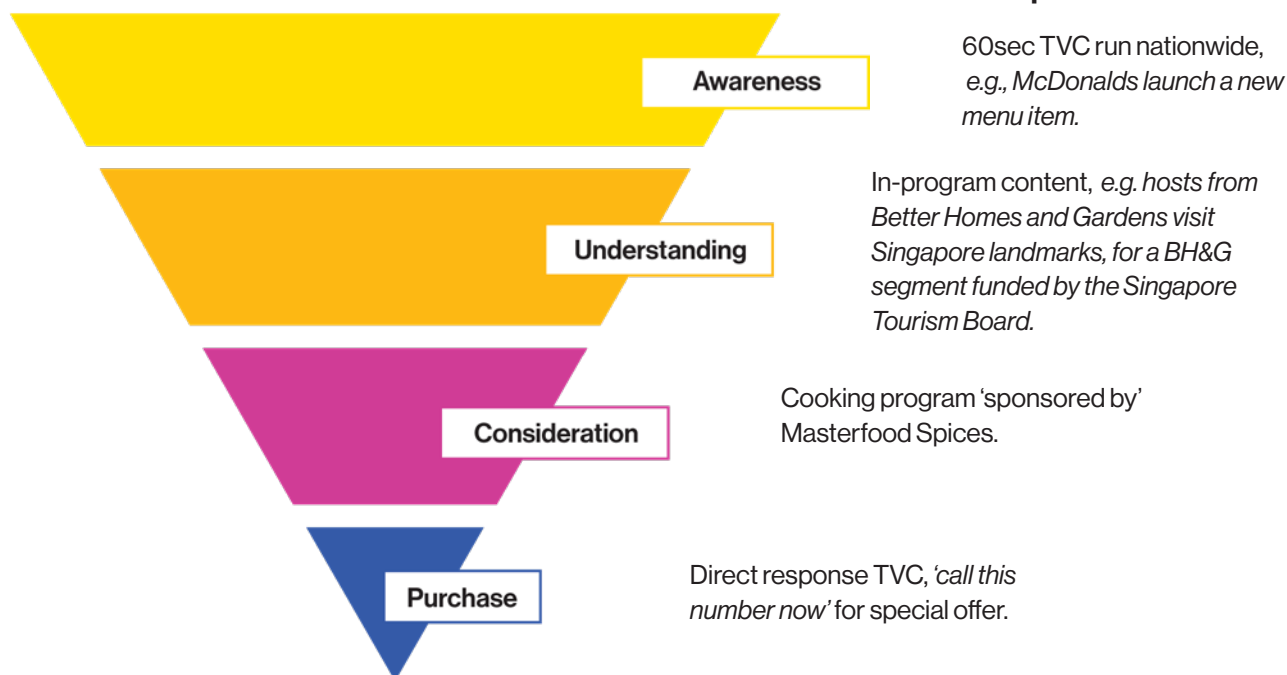 Awareness
60sec TVC run nationwide,
e.g., McDonalds launch a new
menu item.
Understanding
In-program content, e.g. hosts from
Better Homes and Gardens visit
Singapore landmarks, for a BH&G
segment funded by the Singapore
Tourism Board.
Consideration
Cooking program ‘sponsored by’
Masterfood Spices.
Purchase
Direct response TVC, ‘call this
number now’ for special offer.